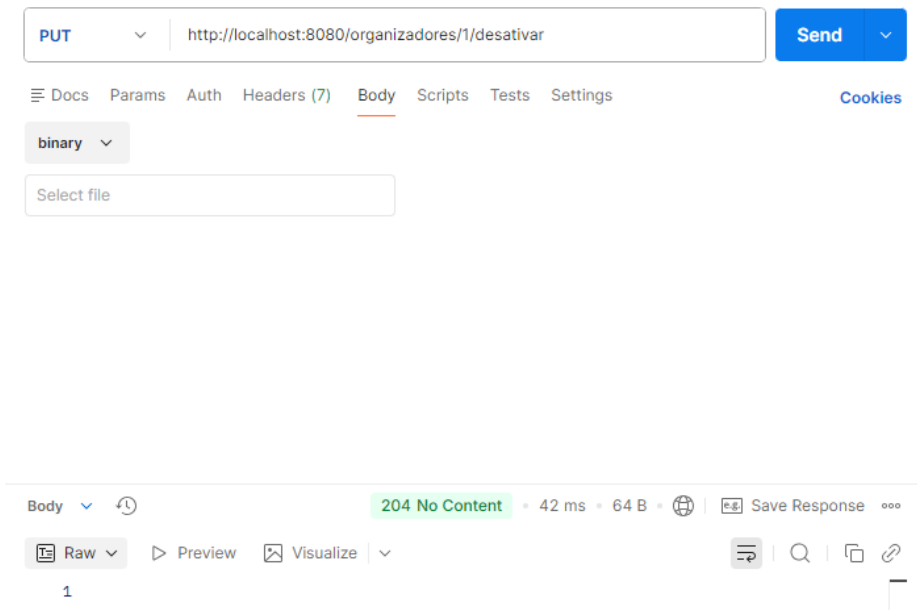 PUT http://localhost:8080/organizadores/1/desativar Send
Docs Params Auth Headers (7) Body Scripts Tests Settings Cookies
binary
Select file
Body 204 No Content 42 ms 64 B e.g. Save Response
Raw Preview Visualize
1